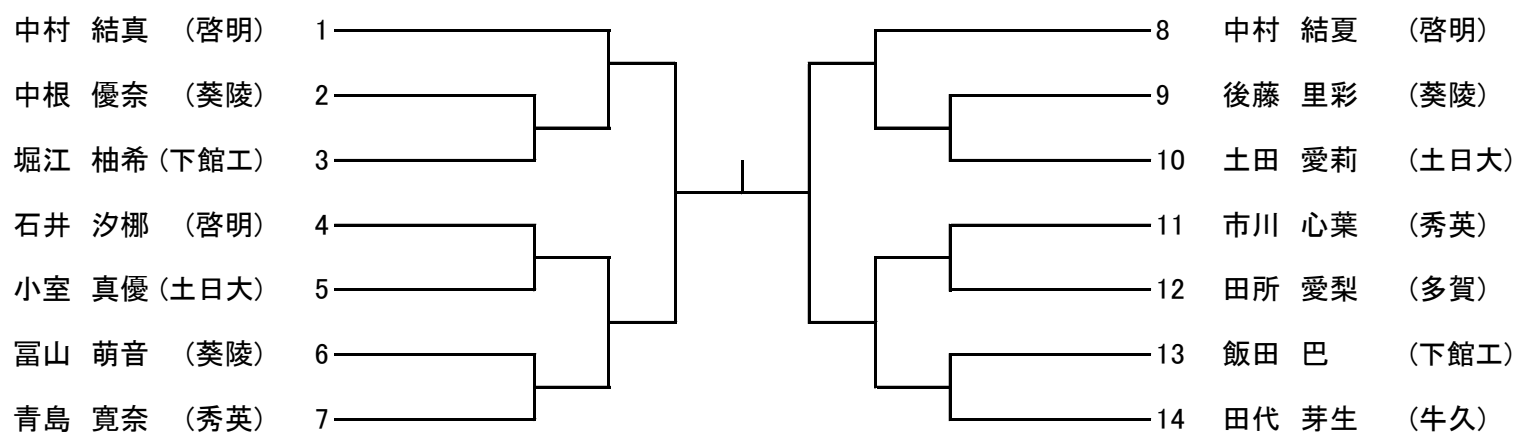 中村 結真 (啓明) 1
中根 優奈 (葵陵) 2
堀江 柚希 (下館工) 3
石井 汐梛 (啓明) 4
小室 真優 (土日大) 5
冨山 萌音 (葵陵) 6
青島 寛奈 (秀英) 7
8 中村 結夏 (啓明)
9 後藤 里彩 (葵陵)
10 土田 愛莉 (土日大)
11 市川 心葉 (秀英)
12 田所 愛梨 (多賀)
13 飯田 巴 (下館工)
14 田代 芽生 (牛久)